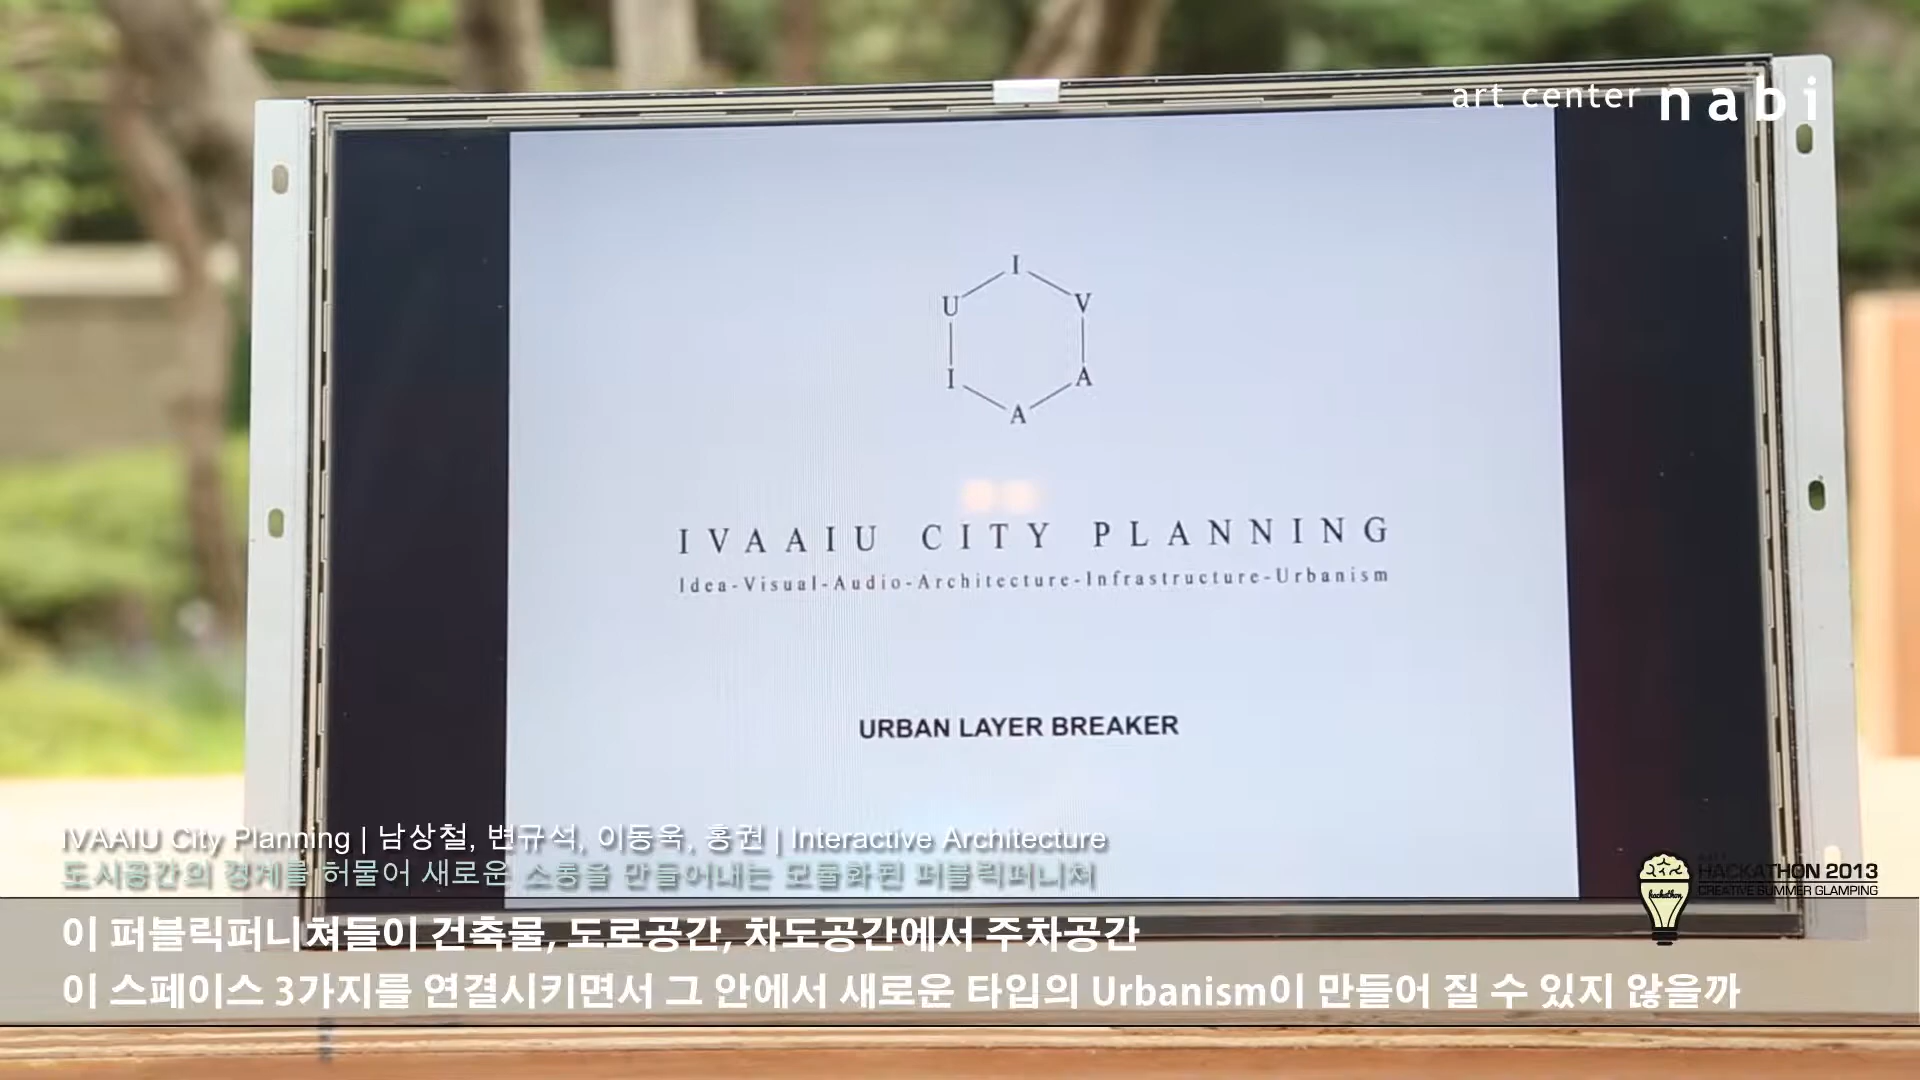 art center nabi
I
U V
I A
A
IVAAIU CITY PLANNING
Idea-Visual-Audio-Architecture-Infrastructure-Urbanism
URBAN LAYER BREAKER
IVAAIU City Planning | 남상철, 변규석, 이동욱, 홍권 | Interactive Architecture
도시공간의 경계를 허물어 새로운 소통을 만들어내는 모듈화된 퍼블릭퍼니쳐
hackathon
HACKATHON 2013
CREATIVE SUMMER GLAMPING
이 퍼블릭퍼니쳐들이 건축물, 도로공간, 차도공간에서 주차공간
이 스페이스 3가지를 연결시키면서 그 안에서 새로운 타입의 Urbanism이 만들어 질 수 있지 않을까